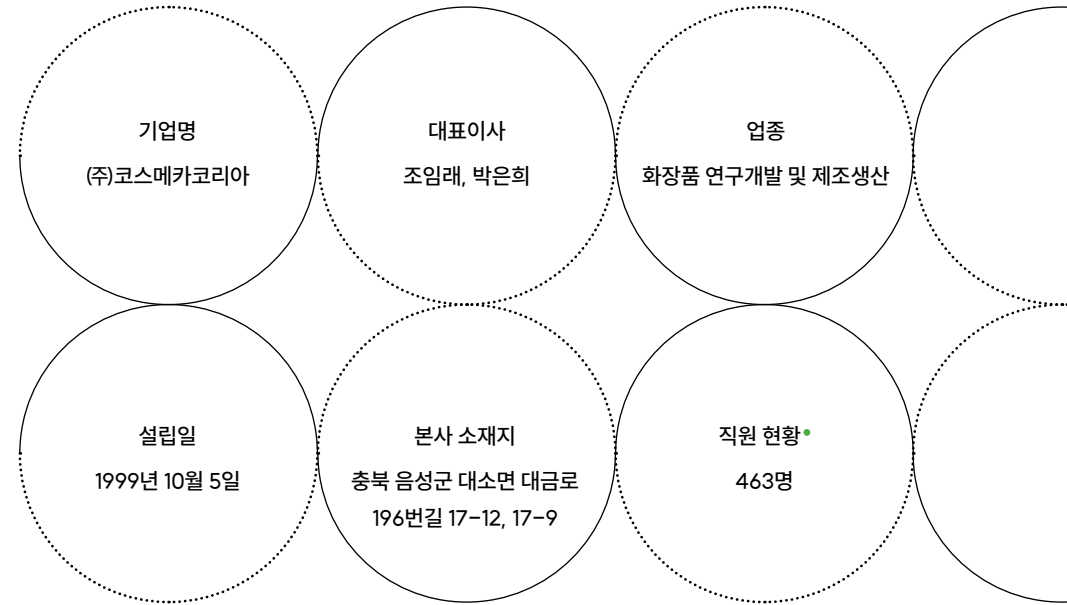 기업명
㈜코스메카코리아
대표이사
조임래, 박은희
업종
화장품 연구개발 및 제조생산
설립일
1999년 10월 5일
본사 소재지
충북 음성군 대소면 대금로
196번길 17-12, 17-9
직원 현황•
463명